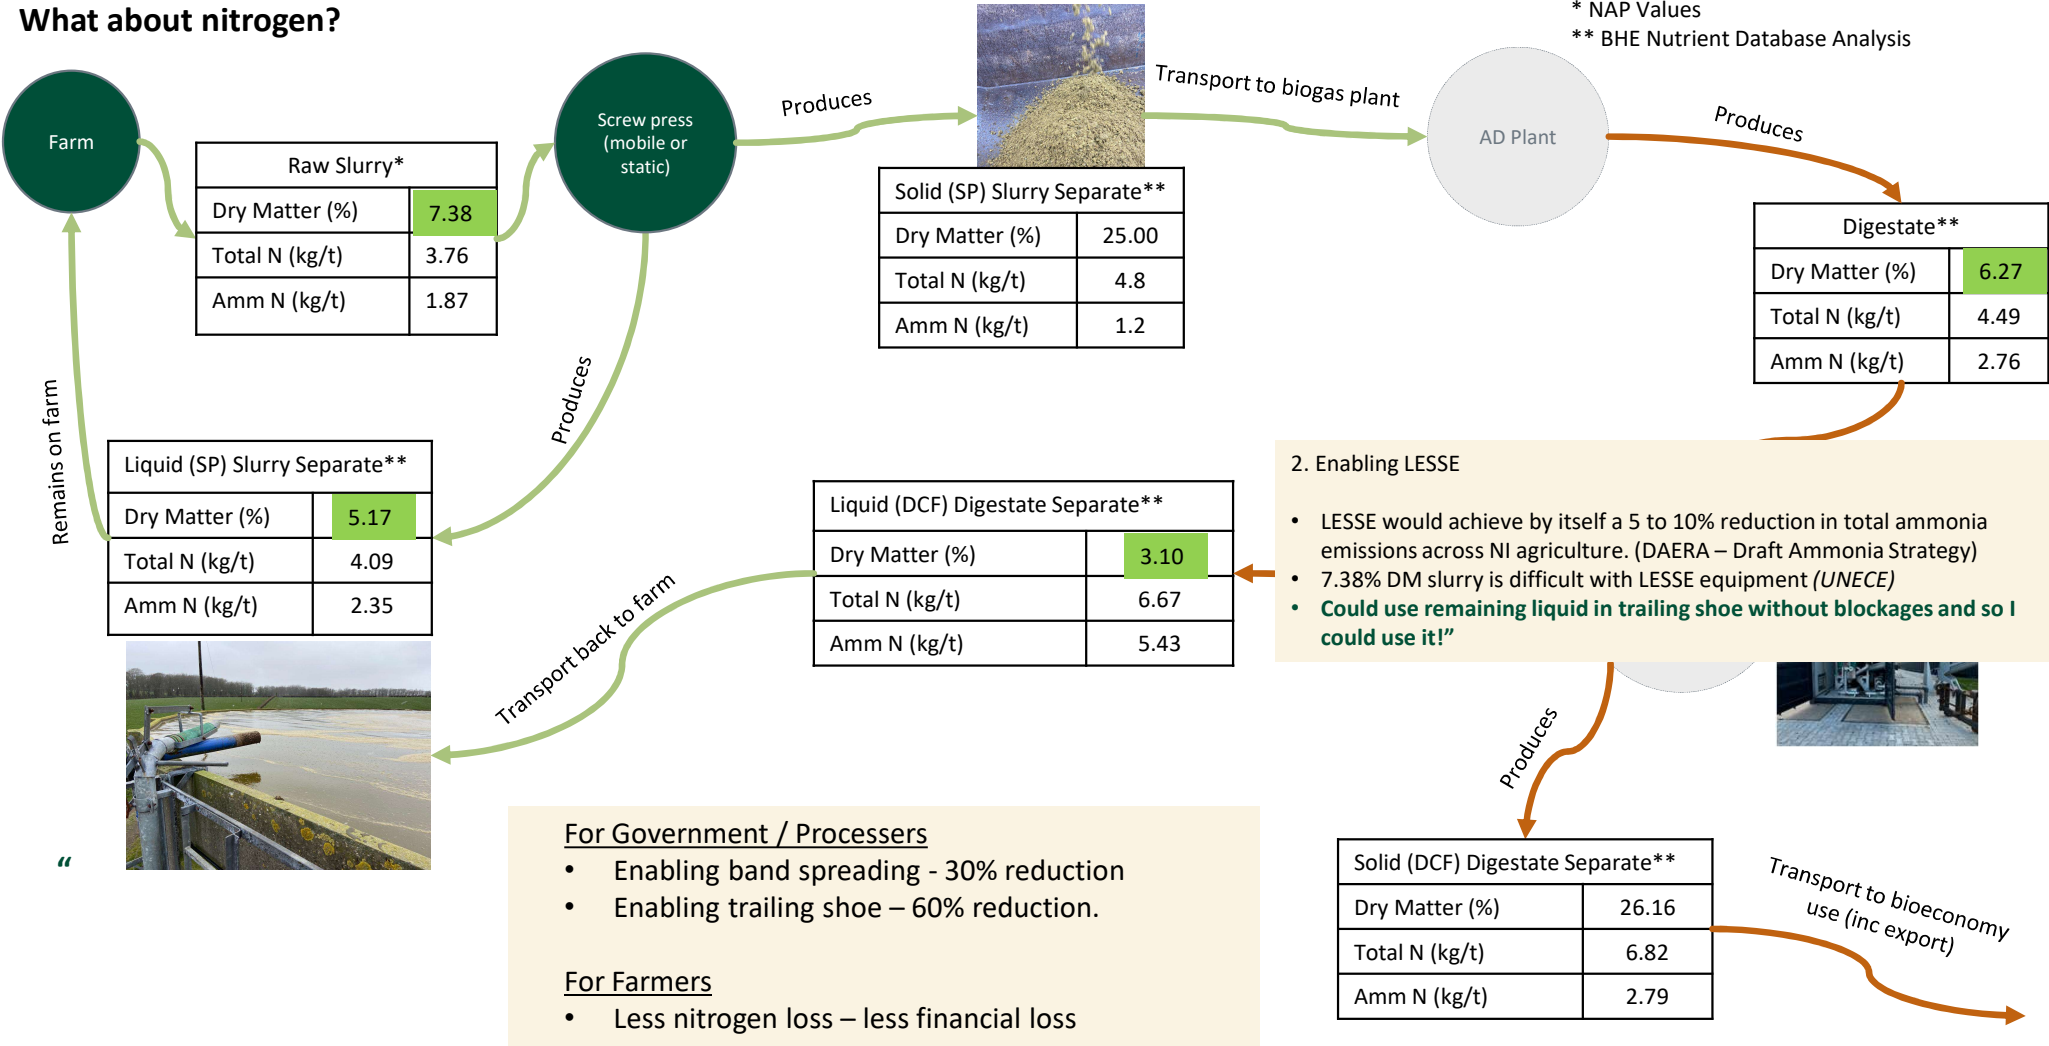 What about nitrogen?
* NAP Values
** BHE Nutrient Database Analysis
Farm
Raw Slurry*
Dry Matter (%) 7.38
Total N (kg/t) 3.76
Amm N (kg/t) 1.87
Screw press
(mobile or
static)
Produces
Solid (SP) Slurry Separate**
Dry Matter (%) 25.00
Total N (kg/t) 4.8
Amm N (kg/t) 1.2
Transport to biogas plant
AD Plant
Produces
Digestate**
Dry Matter (%) 6.27
Total N (kg/t) 4.49
Amm N (kg/t) 2.76
Produces
Remains on farm
Liquid (SP) Slurry Separate**
Dry Matter (%) 5.17
Total N (kg/t) 4.09
Amm N (kg/t) 2.35
Liquid (DCF) Digestate Separate**
Dry Matter (%) 3.10
Total N (kg/t) 6.67
Amm N (kg/t) 5.43
Transport back to farm
2. Enabling LESSE
• LESSE would achieve by itself a 5 to 10% reduction in total ammonia
emissions across NI agriculture. (DAERA – Draft Ammonia Strategy)
• 7.38% DM slurry is difficult with LESSE equipment (UNECE)
• Could use remaining liquid in trailing shoe without blockages and so I
could use it!”
Produces
“
For Government / Processers
• Enabling band spreading - 30% reduction
• Enabling trailing shoe – 60% reduction.
For Farmers
• Less nitrogen loss – less financial loss
Solid (DCF) Digestate Separate**
Dry Matter (%) 26.16
Total N (kg/t) 6.82
Amm N (kg/t) 2.79
Transport to bioeconomy
use (inc export)